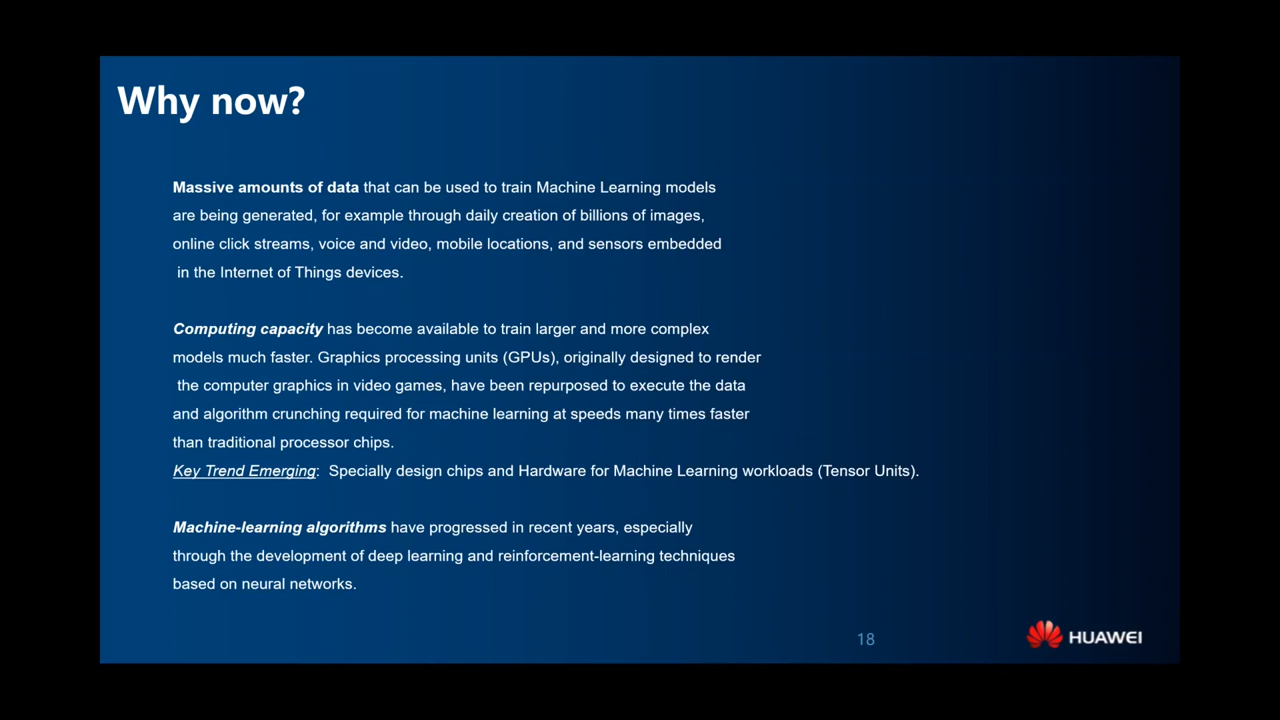 Why now?
Massive amounts of data that can be used to train Machine Learning models
are being generated, for example through daily creation of billions of images,
online click streams, voice and video, mobile locations, and sensors embedded
in the Internet of Things devices.
Computing capacity has become available to train larger and more complex
models much faster. Graphics processing units (GPUs), originally designed to render
the computer graphics in video games, have been repurposed to execute the data
and algorithm crunching required for machine learning at speeds many times faster
than traditional processor chips.
Key Trend Emerging:  Specially design chips and Hardware for Machine Learning workloads (Tensor Units).
Machine-learning algorithms have progressed in recent years, especially
through the development of deep learning and reinforcement-learning techniques
based on neural networks.
18
HUAWEI